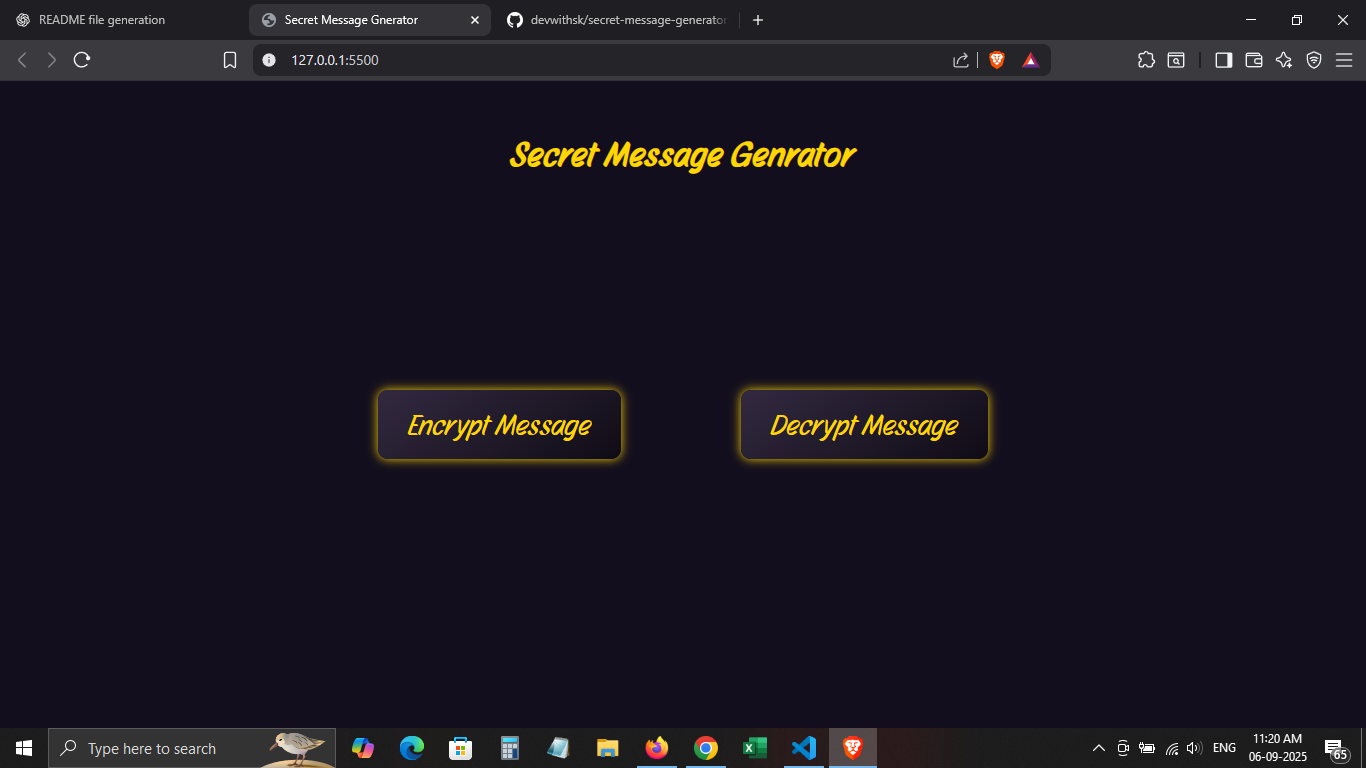 README file generation
Secret Message Gnerator
devwithsk/secret-message-generator
127.0.0.1:5500
Secret Message Genrator
Encrypt Message
Decrypt Message
Type here to search
ENG
11:20 AM
06-09-2025
65